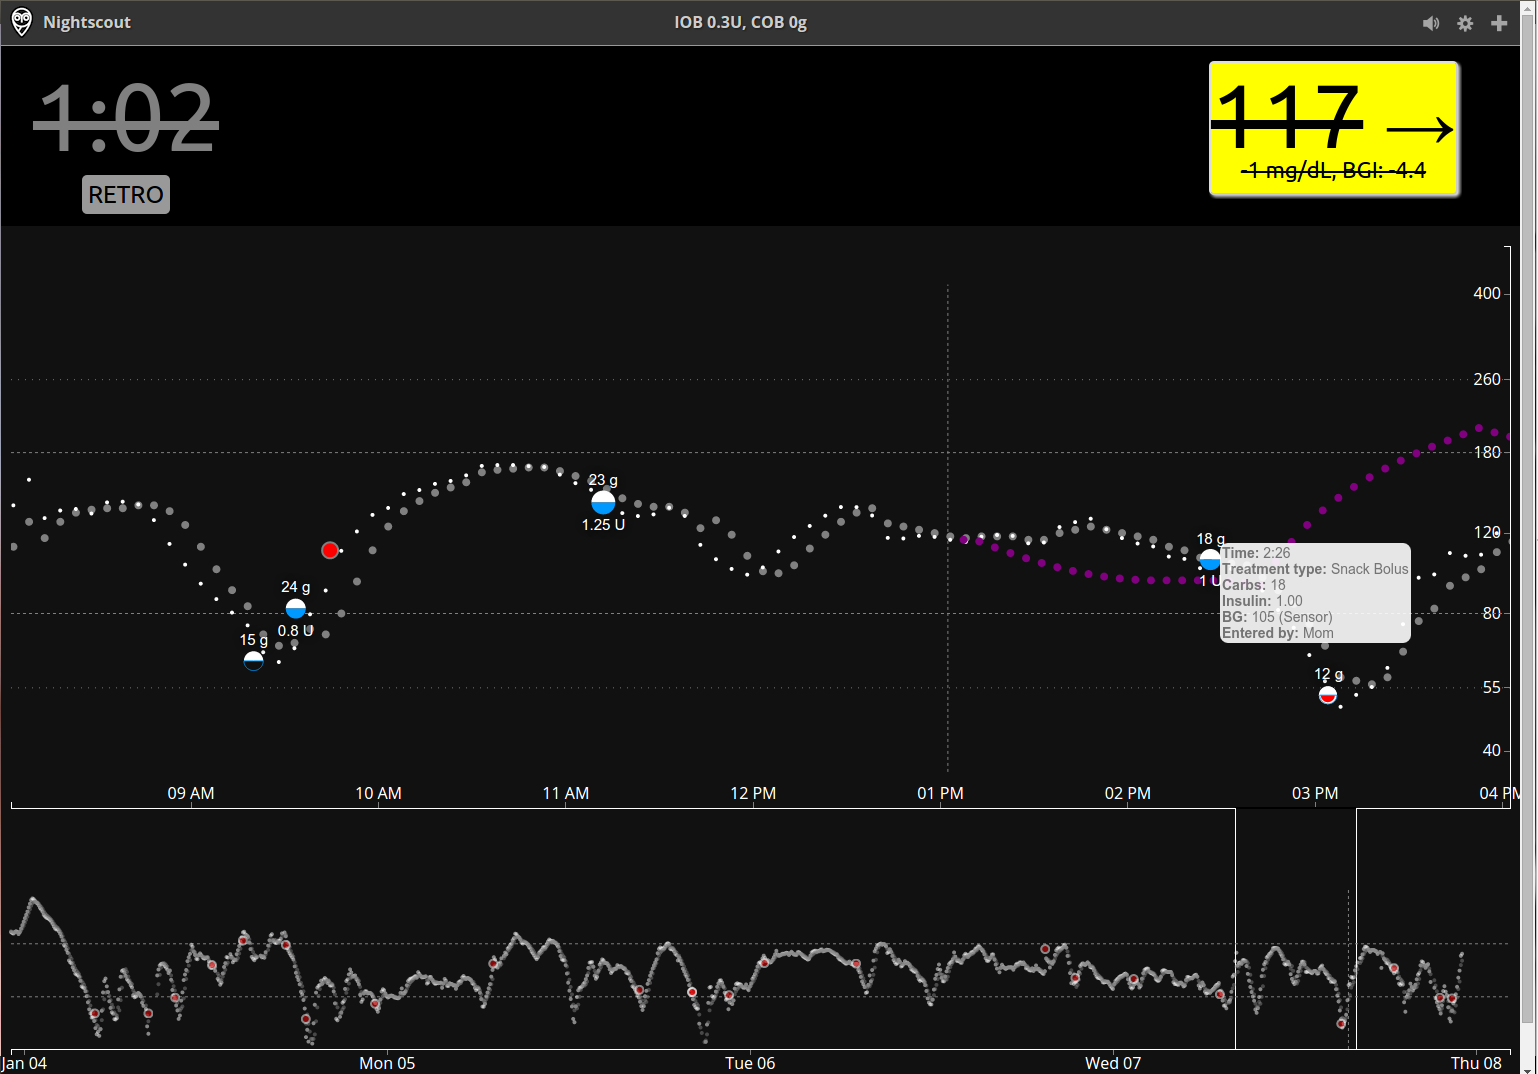 Nightscout
IOB 0.3U, COB 0g
1:02
RETRO
117 →
-1 mg/dL, BGI: -4.4
400
260
180
120
80
55
40
23 g
1.25 U
24 g
0.8 U
15 g
18 g
1 U
Time: 2:26
Treatment type: Snack Bolus
Carbs: 18
Insulin: 1.00
BG: 105 (Sensor)
Entered by: Mom
12 g
09 AM 10 AM 11 AM 12 PM 01 PM 02 PM 03 PM 04 PM
Jan 04 Mon 05 Tue 06 Wed 07 Thu 08